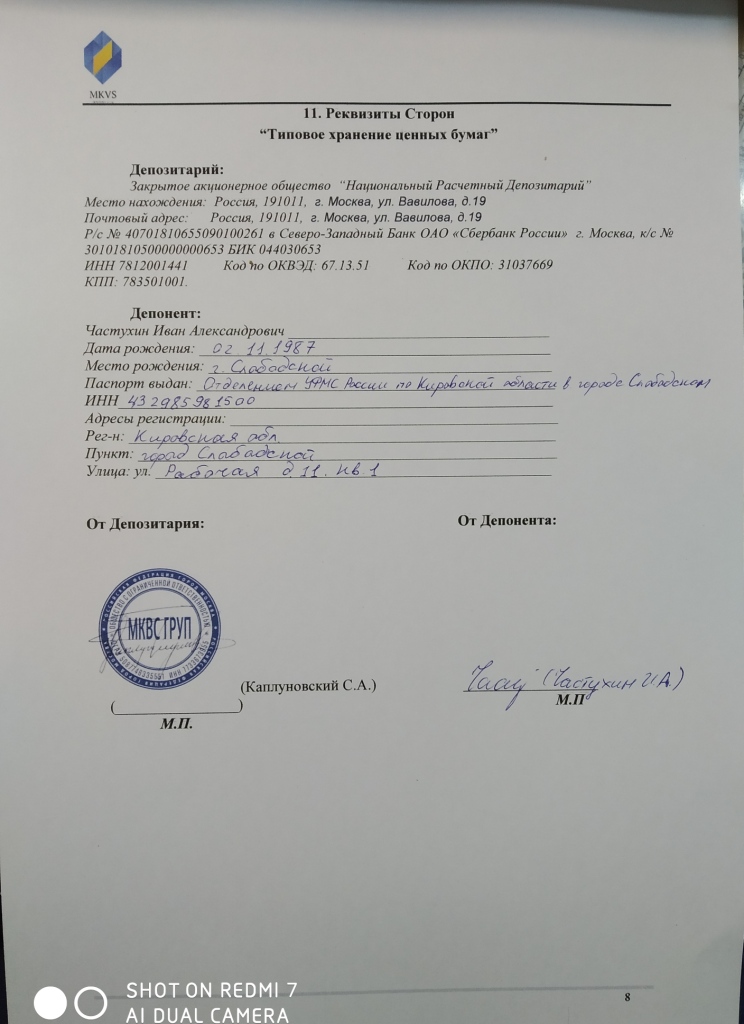 MKVS
11. Реквизиты Сторон
“Типовое хранение ценных бумаг”
Депозитарий:
Закрытое акционерное общество “Национальный Расчетный Депозитарий”
Место нахождения: Россия, 191011, г. Москва, ул. Вавилова, д.19
Почтовый адрес: Россия, 191011, г. Москва, ул. Вавилова, д.19
Р/с № 40701810655090100261 в Северо-Западный Банк ОАО «Сбербанк России» г. Москва, к/с №
30101810500000000653 БИК 044030653
ИНН 7812001441 Код по ОКВЭД: 67.13.51 Код по ОКПО: 31037669
КПП: 783501001.
Депонент:
Частухин Иван Александрович
Дата рождения: 02.11.1987
Место рождения: г. Слободской
Паспорт выдан: Отделением УФМС России по Кировской области в городе Слободском
ИНН 432985981500
Адреса регистрации:
Рег-н: Кировская обл.
Пункт: город Слободской
Улица: ул. Рабочая д.11. кв 1
От Депозитария: От Депонента:
ОБЩЕСТВО С ОГРАНИЧЕННОЙ ОТВЕТСТВЕННОСТЬЮ
МКВС ГРУП
(Каплуновский С.А.) (Частухин И.А.)
М.П. М.П
8
SHOT ON REDMI 7
AI DUAL CAMERA